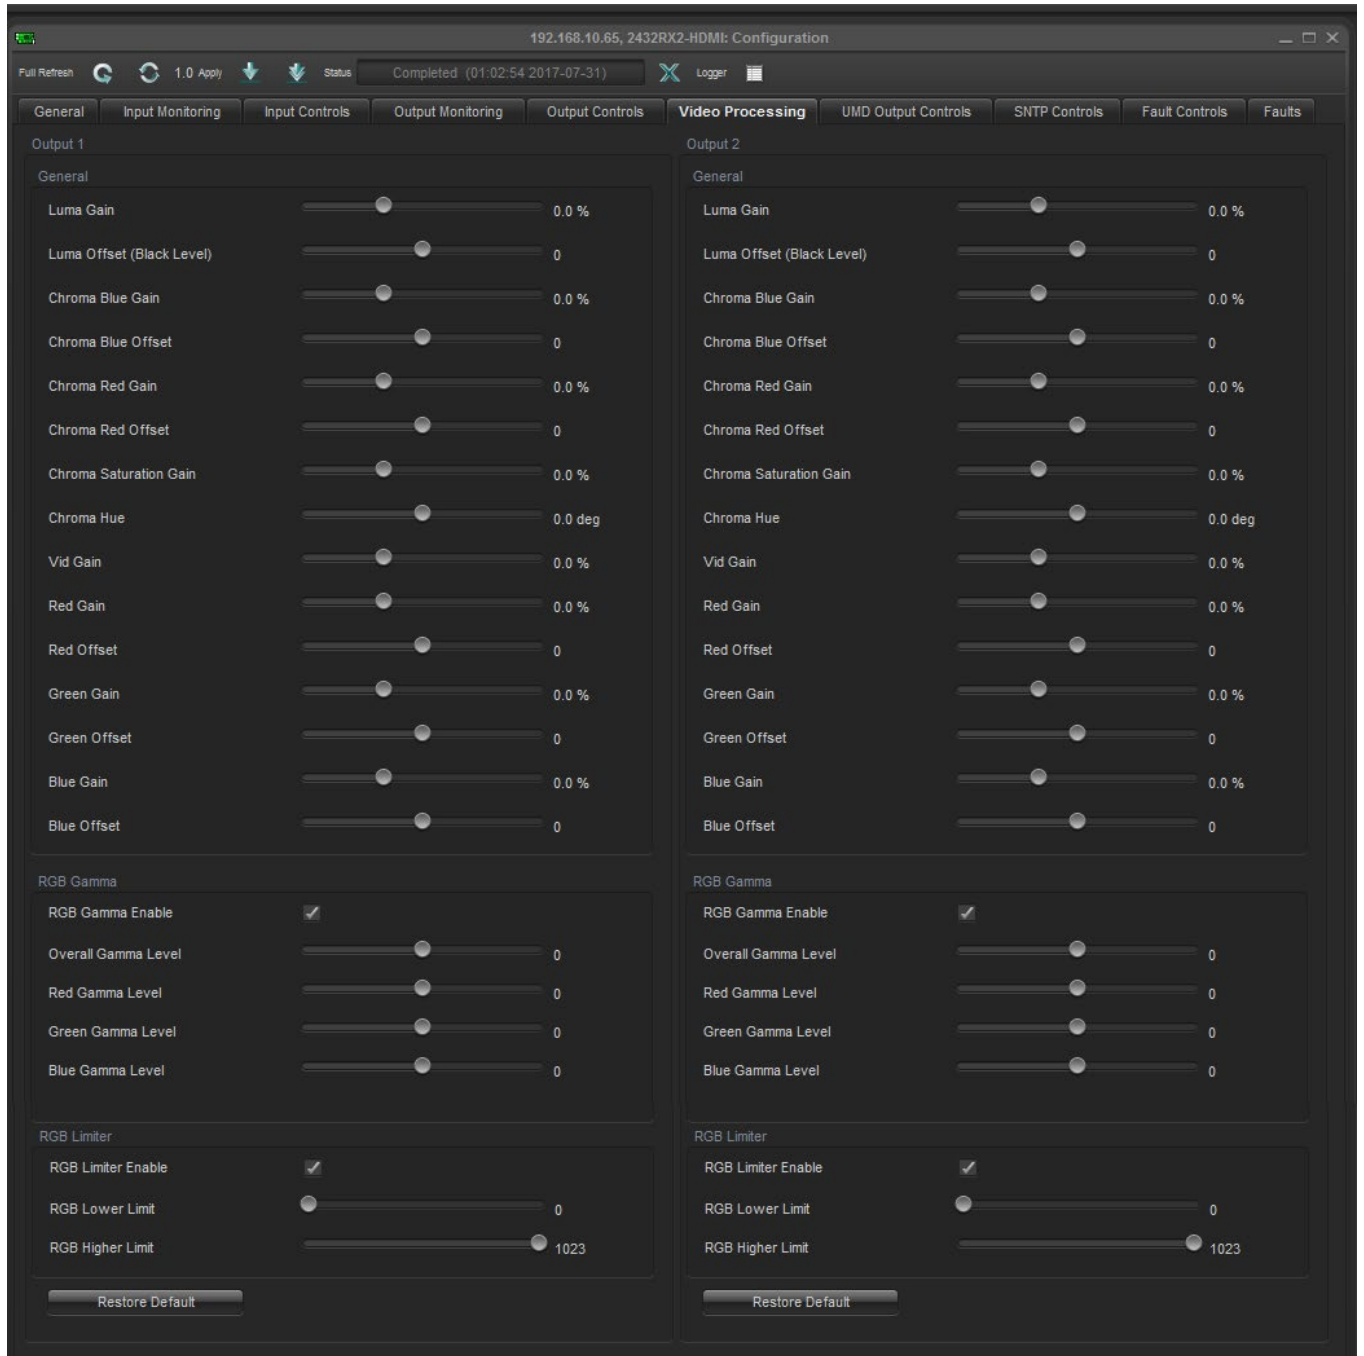 192.168.10.65, 2432RX2-HDMI: Configuration
Full Refresh 1.0 Apply Status Completed (01:02:54 2017-07-31) Logger
General Input Monitoring Input Controls Output Monitoring Output Controls Video Processing UMD Output Controls SNTP Controls Fault Controls Faults
Output 1
General
Luma Gain 0.0 %
Luma Offset (Black Level) 0
Chroma Blue Gain 0.0 %
Chroma Blue Offset 0
Chroma Red Gain 0.0 %
Chroma Red Offset 0
Chroma Saturation Gain 0.0 %
Chroma Hue 0.0 deg
Vid Gain 0.0 %
Red Gain 0.0 %
Red Offset 0
Green Gain 0.0 %
Green Offset 0
Blue Gain 0.0 %
Blue Offset 0
RGB Gamma
RGB Gamma Enable
Overall Gamma Level 0
Red Gamma Level 0
Green Gamma Level 0
Blue Gamma Level 0
RGB Limiter
RGB Limiter Enable
RGB Lower Limit 0
RGB Higher Limit 1023
Restore Default
Output 2
General
Luma Gain 0.0 %
Luma Offset (Black Level) 0
Chroma Blue Gain 0.0 %
Chroma Blue Offset 0
Chroma Red Gain 0.0 %
Chroma Red Offset 0
Chroma Saturation Gain 0.0 %
Chroma Hue 0.0 deg
Vid Gain 0.0 %
Red Gain 0.0 %
Red Offset 0
Green Gain 0.0 %
Green Offset 0
Blue Gain 0.0 %
Blue Offset 0
RGB Gamma
RGB Gamma Enable
Overall Gamma Level 0
Red Gamma Level 0
Green Gamma Level 0
Blue Gamma Level 0
RGB Limiter
RGB Limiter Enable
RGB Lower Limit 0
RGB Higher Limit 1023
Restore Default